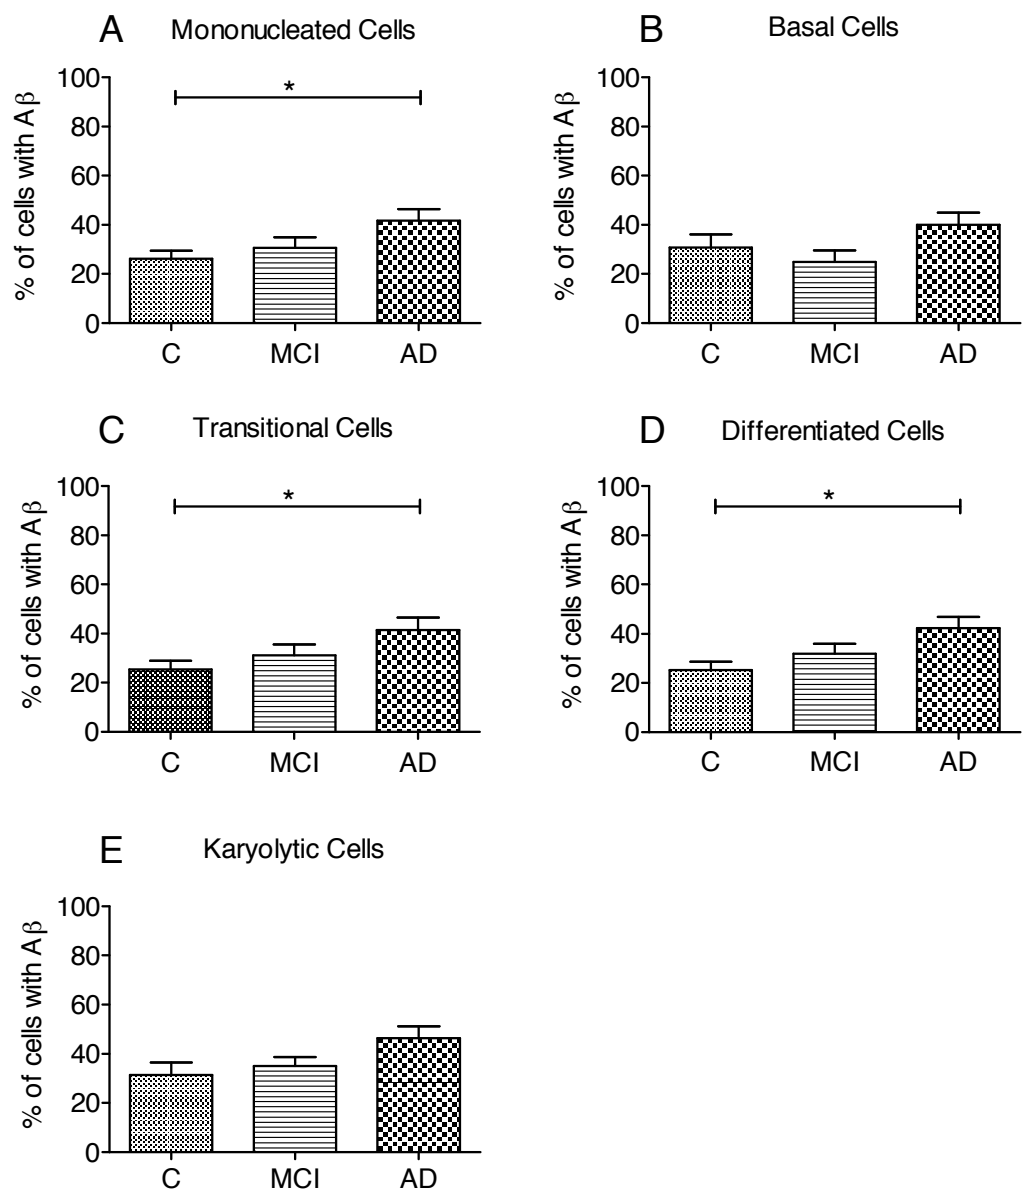 A Mononucleated Cells
% of cells with Aβ
100
80
60
40
20
0
*
C MCI AD
B Basal Cells
% of cells with Aβ
100
80
60
40
20
0
C MCI AD
C Transitional Cells
% of cells with Aβ
100
80
60
40
20
0
*
C MCI AD
D Differentiated Cells
% of cells with Aβ
100
80
60
40
20
0
*
C MCI AD
E Karyolytic Cells
% of cells with Aβ
100
80
60
40
20
0
C MCI AD